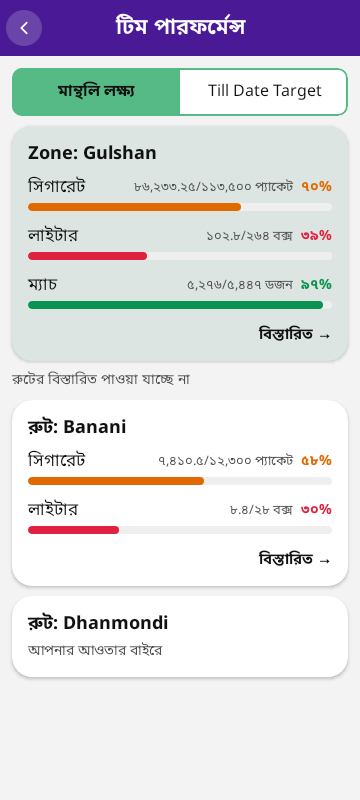 টিম পারফর্মেন্স
মান্থলি লক্ষ্য
Till Date Target
Zone: Gulshan
সিগারেট ৮৬,২৩৩.২৫/১১৩,৫০০ প্যাকেট ৭০%
লাইটার ১০২.৮/২৬৪ বক্স ৩৯%
ম্যাচ ৫,২৭৬/৫,৪৪৭ ডজন ৯৭%
বিস্তারিত →
রুটের বিস্তারিত পাওয়া যাচ্ছে না
রুট: Banani
সিগারেট ৭,৪১০.৫/১২,৩০০ প্যাকেট ৫৮%
লাইটার ৮.৪/২৮ বক্স ৩০%
বিস্তারিত →
রুট: Dhanmondi
আপনার আওতার বাইরে